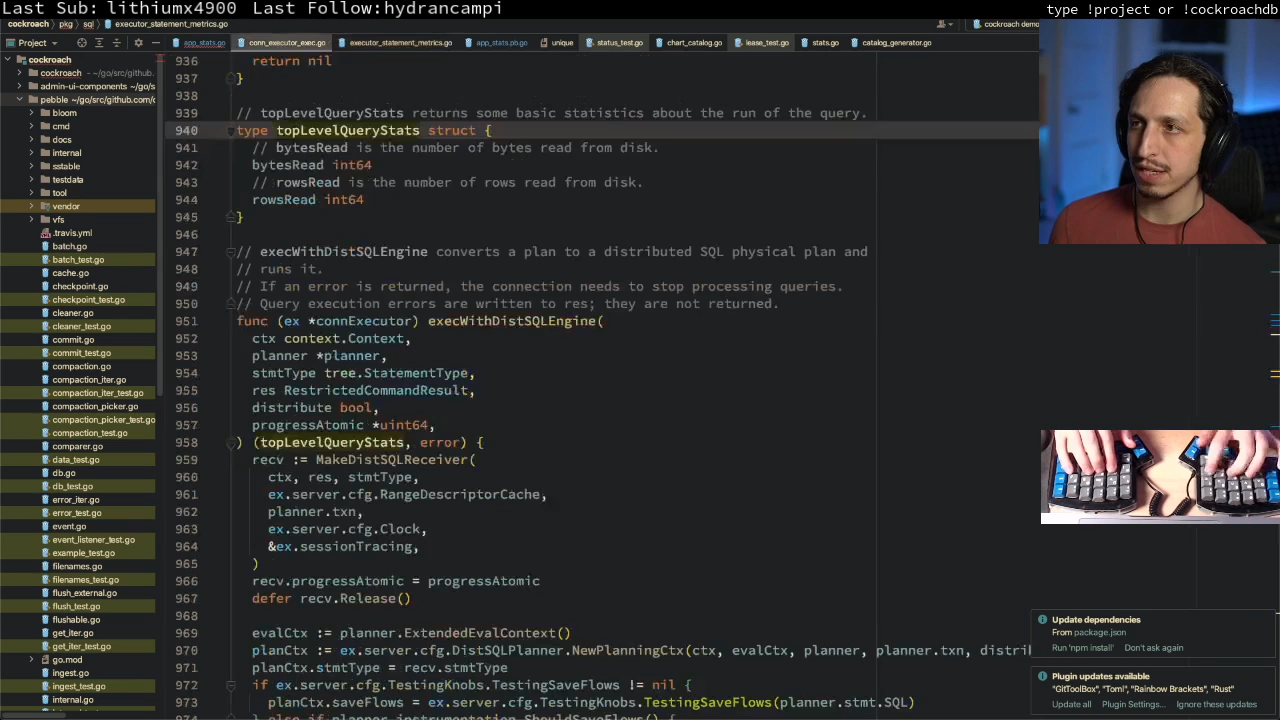 Last Sub: lithiumx4900  Last Follow:hydrancampi
type !project or !cockroachdb
cockroach  pkg  sql  executor_statement_metrics.go
cockroach demo
Project
app_stats.go  conn_executor_exec.go  executor_statement_metrics.go  app_stats.pb.go  unique  status_test.go  chart_catalog.go  lease_test.go  stats.go  catalog_generator.go
cockroach
cockroach ~/go/src/github.
admin-ui-components ~/go/s
pebble ~/go/src/github.com/c
bloom
cmd
docs
internal
sstable
testdata
tool
vendor
vfs
.travis.yml
batch.go
batch_test.go
cache.go
checkpoint.go
checkpoint_test.go
cleaner.go
cleaner_test.go
commit.go
commit_test.go
compaction.go
compaction_iter.go
compaction_iter_test.go
compaction_picker.go
compaction_picker_test.go
compaction_test.go
comparer.go
data_test.go
db.go
db_test.go
error_iter.go
error_test.go
event.go
event_listener_test.go
example_test.go
filenames.go
filenames_test.go
flush_external.go
flush_test.go
flushable.go
get_iter.go
get_iter_test.go
go.mod
ingest.go
ingest_test.go
internal.go
936     return nil
937 }
938
939 // topLevelQueryStats returns some basic statistics about the run of the query.
940 type topLevelQueryStats struct {
941   // bytesRead is the number of bytes read from disk.
942   bytesRead int64
943   // rowsRead is the number of rows read from disk.
944   rowsRead int64
945 }
946
947 // execWithDistSQLEngine converts a plan to a distributed SQL physical plan and
948 // runs it.
949 // If an error is returned, the connection needs to stop processing queries.
950 // Query execution errors are written to res; they are not returned.
951 func (ex *connExecutor) execWithDistSQLEngine(
952   ctx context.Context,
953   planner *planner,
954   stmtType tree.StatementType,
955   res RestrictedCommandResult,
956   distribute bool,
957   progressAtomic *uint64,
958 ) (topLevelQueryStats, error) {
959   recv := MakeDistSQLReceiver(
960     ctx, res, stmtType,
961     ex.server.cfg.RangeDescriptorCache,
962     planner.txn,
963     ex.server.cfg.Clock,
964     &ex.sessionTracing,
965   )
966   recv.progressAtomic = progressAtomic
967   defer recv.Release()
968
969   evalCtx := planner.ExtendedEvalContext()
970   planCtx := ex.server.cfg.DistSQLPlanner.NewPlanningCtx(ctx, evalCtx, planner, planner.txn, distri
971   planCtx.stmtType = recv.stmtType
972   if ex.server.cfg.TestingKnobs.TestingSaveFlows != nil {
973     planCtx.saveFlows = ex.server.cfg.TestingKnobs.TestingSaveFlows(planner.stmt.SQL)
Update dependencies
From package.json
Run 'npm install'  Don't ask again
Plugin updates available
"GitToolBox", "Toml", "Rainbow Brackets", "Rust"
Update all  Plugin Settings...  Ignore these updates